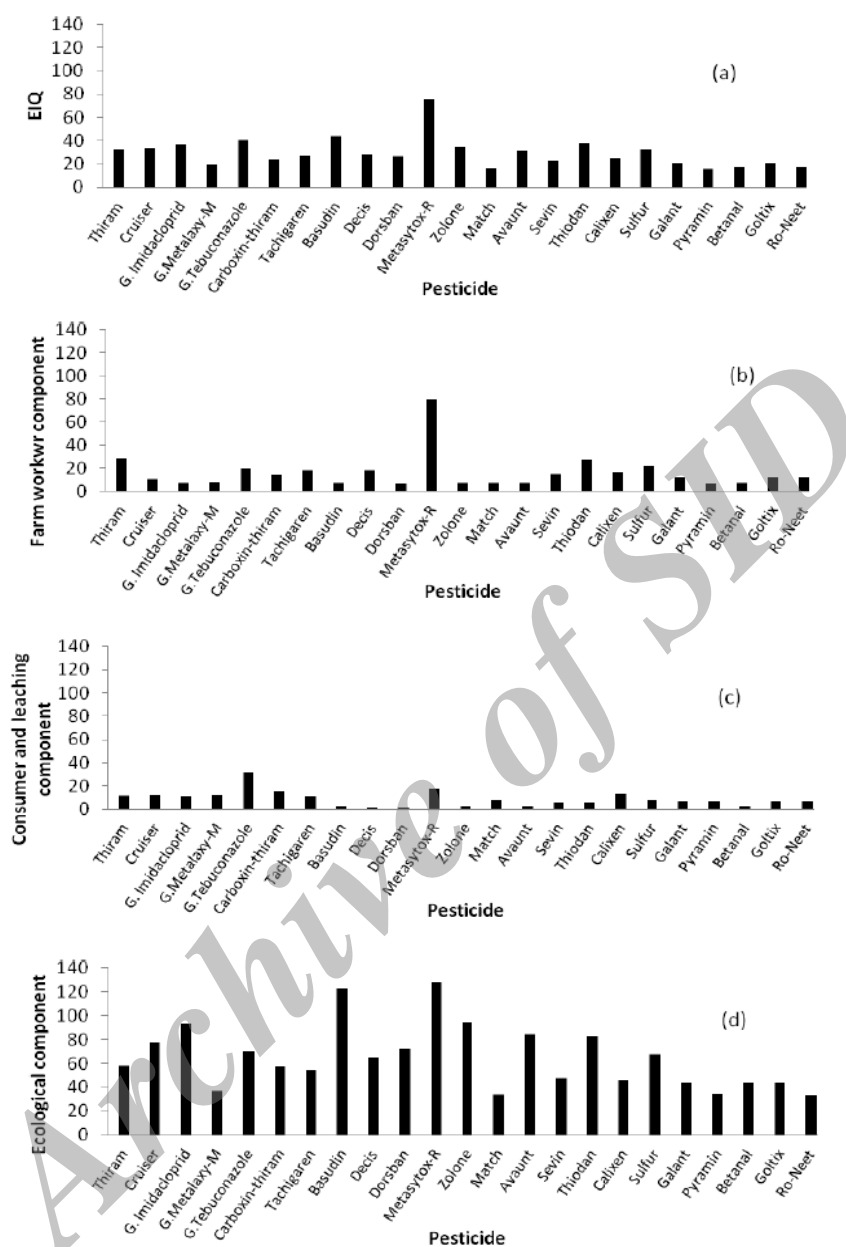 140
120
100
80
60
40
20
0
EIQ
(a)
Thiram
Cruiser
G. Imidacloprid
G.Metalaxy-M
G.Tebuconazole
Carboxin-thiram
Tachigaren
Basudin
Decis
Dorsban
Metasytox-R
Zolone
Match
Avaunt
Sevin
Thiodan
Calixen
Sulfur
Galant
Pyramin
Betanal
Goltix
Ro-Neet
Pesticide
140
120
100
80
60
40
20
0
Farm workwr component
(b)
Thiram
Cruiser
G. Imidacloprid
G.Metalaxy-M
G.Tebuconazole
Carboxin-thiram
Tachigaren
Basudin
Decis
Dorsban
Metasytox-R
Zolone
Match
Avaunt
Sevin
Thiodan
Calixen
Sulfur
Galant
Pyramin
Betanal
Goltix
Ro-Neet
Pesticide
140
120
100
80
60
40
20
0
Consumer and leaching
component
(c)
Thiram
Cruiser
G. Imidacloprid
G.Metalaxy-M
G.Tebuconazole
Carboxin-thiram
Tachigaren
Basudin
Decis
Dorsban
Metasytox-R
Zolone
Match
Avaunt
Sevin
Thiodan
Calixen
Sulfur
Galant
Pyramin
Betanal
Goltix
Ro-Neet
Pesticide
140
120
100
80
60
40
20
0
Ecological component
(d)
Thiram
Cruiser
G. Imidacloprid
G.Metalaxy-M
G.Tebuconazole
Carboxin-thiram
Tachigaren
Basudin
Decis
Dorsban
Metasytox-R
Zolone
Match
Avaunt
Sevin
Thiodan
Calixen
Sulfur
Galant
Pyramin
Betanal
Goltix
Ro-Neet
Pesticide
Archive of SID